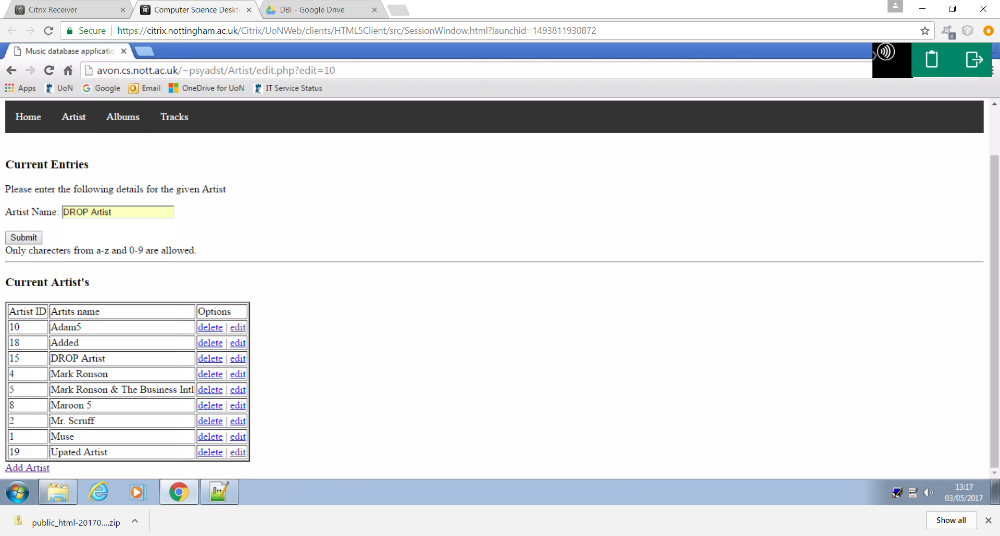 Citrix Receiver
Computer Science Deskt
DBI - Google Drive
Secure https://citrix.nottingham.ac.uk/Citrix/UoNWeb/clients/HTML5Client/src/SessionWindow.html?launchid=1493811930872
0
Music database applicatio
avon.cs.nott.ac.uk/~psyadst/Artist/edit.php?edit=10
Apps UoN Google Email OneDrive for UoN IT Service Status
Home Artist Albums Tracks
Current Entries
Please enter the following details for the given Artist
Artist Name: DROP Artist
Submit
Only charecters from a-z and 0-9 are allowed.
Current Artist's
Artist ID Artits name Options
10 Adam5 delete | edit
18 Added delete | edit
15 DROP Artist delete | edit
4 Mark Ronson delete | edit
5 Mark Ronson & The Business Intl delete | edit
8 Maroon 5 delete | edit
2 Mr. Scruff delete | edit
1 Muse delete | edit
19 Upated Artist delete | edit
Add Artist
13:17
03/05/2017
public_html-20170....zip
Show all